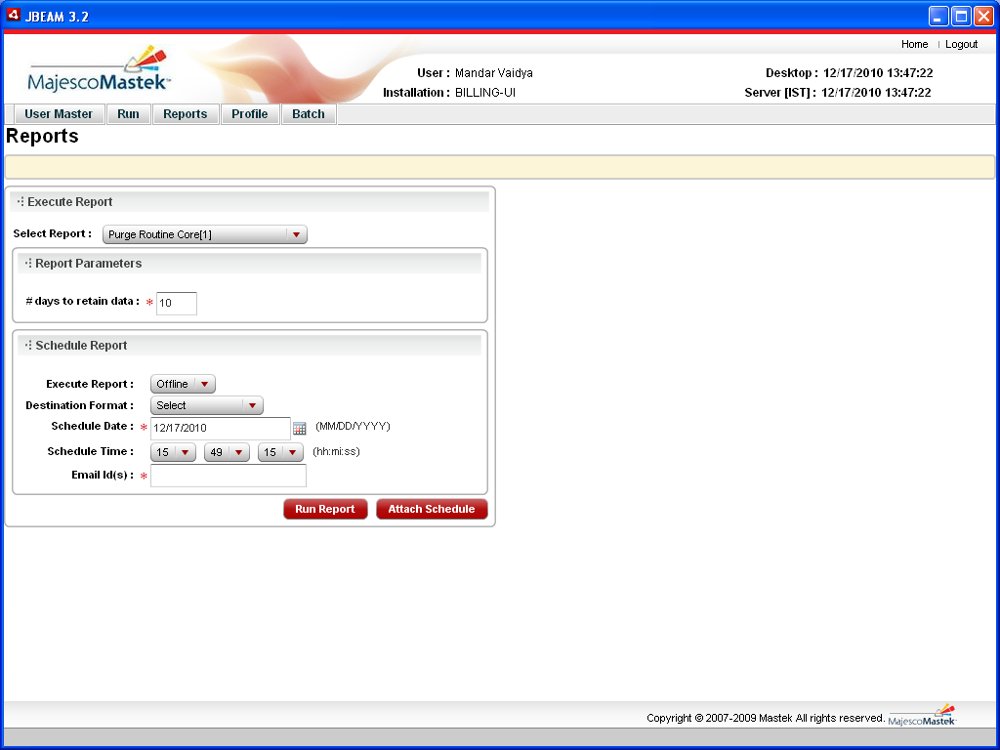 JBEAM 3.2
Home | Logout
MajescoMastek™
User : Mandar Vaidya
Desktop : 12/17/2010 13:47:22
Installation : BILLING-UI
Server [IST] : 12/17/2010 13:47:22
User Master Run Reports Profile Batch
Reports
Execute Report
Select Report : Purge Routine Core[1]
Report Parameters
# days to retain data : * 10
Schedule Report
Execute Report : Offline
Destination Format : Select
Schedule Date : * 12/17/2010 (MM/DD/YYYY)
Schedule Time : 15 49 15 (hh:mi:ss)
Email Id(s) : *
Run Report Attach Schedule
Copyright © 2007-2009 Mastek All rights reserved. MajescoMastek